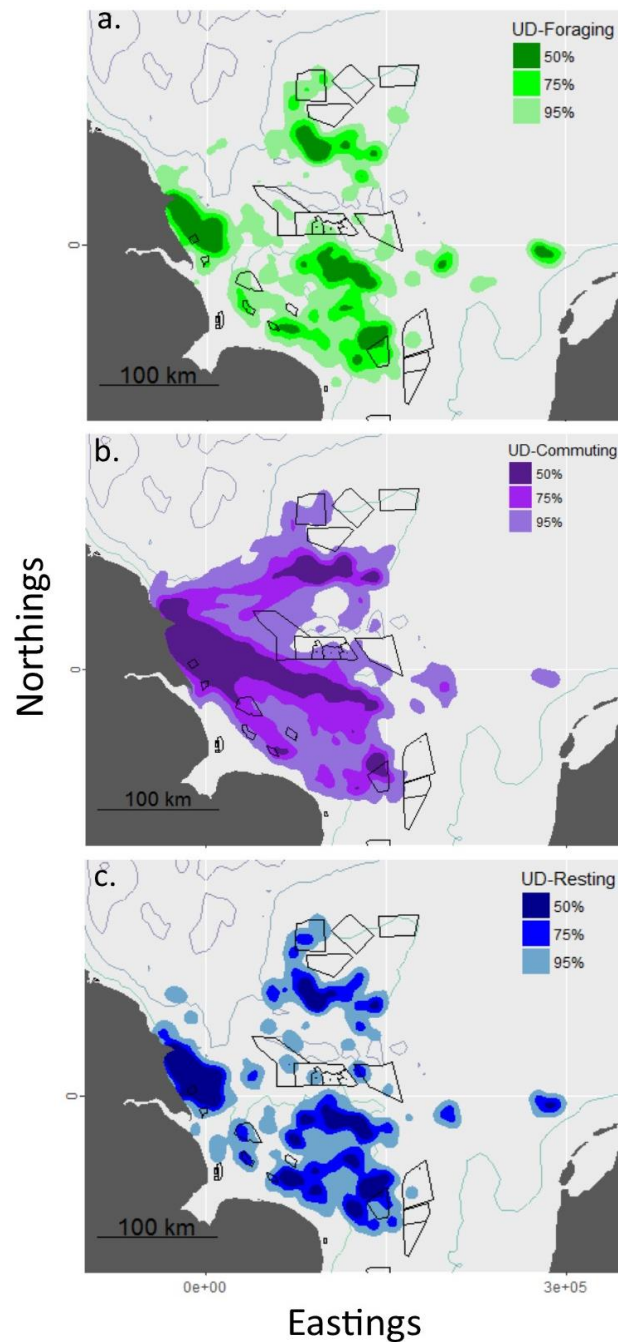 a.
UD-Foraging
50%
75%
95%
0
100 km
b.
UD-Commuting
50%
75%
95%
0
100 km
Northings
c.
UD-Resting
50%
75%
95%
0
100 km
0e+00 3e+05
Eastings